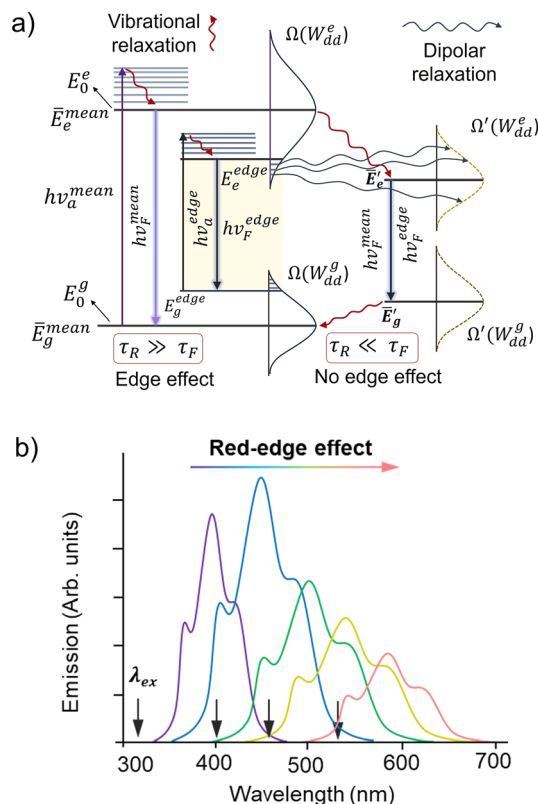 a)
Vibrational
relaxation
Ω(W_dd^e)
Dipolar
relaxation
E_0^e
Ē_e^mean
Ω′(W_dd^e)
E_e^edge
Ē′_e
hν_a^mean
hν_F^mean
hν_a^edge
hν_F^edge
hν_F^mean
hν_F^edge
E_0^g
E_g^edge
Ω(W_dd^g)
Ē_g^mean
Ē′_g
Ω′(W_dd^g)
τ_R ≫ τ_F
τ_R ≪ τ_F
Edge effect
No edge effect
b)
Red-edge effect
Emission (Arb. units)
λ_ex
300 400 500 600 700
Wavelength (nm)